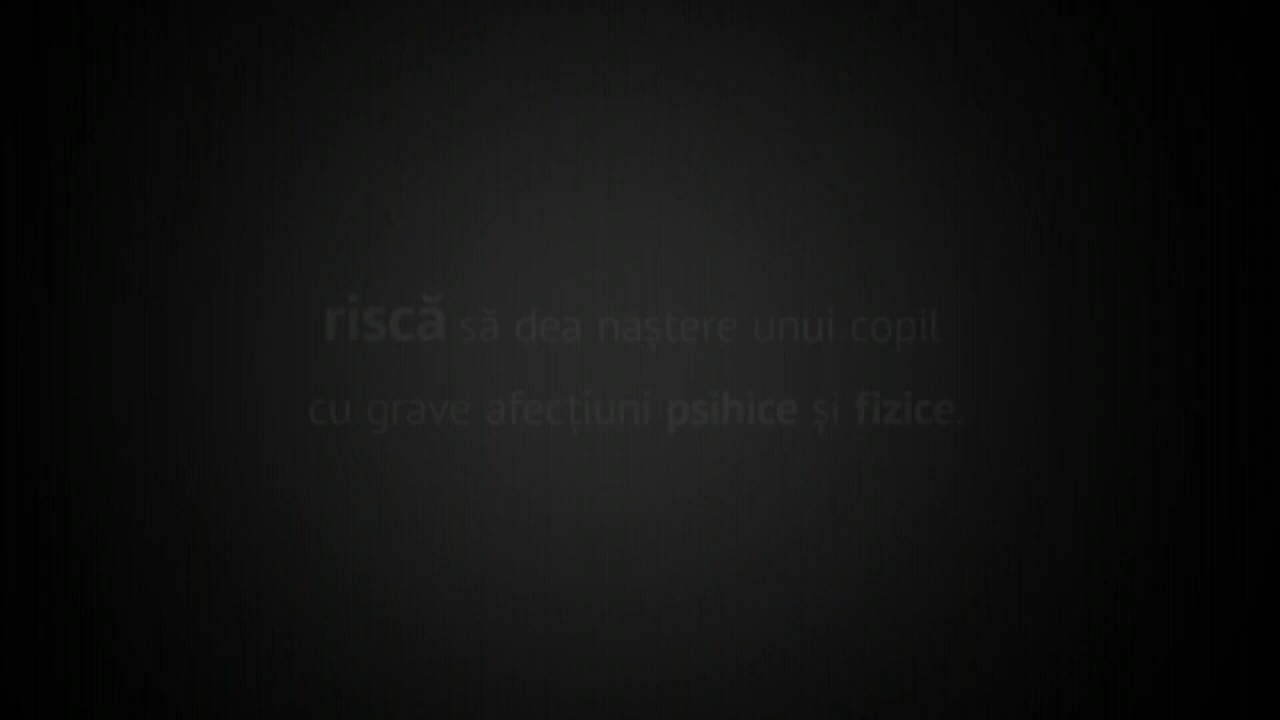 riscă să dea naștere unui copil
cu grave afecțiuni psihice și fizice.